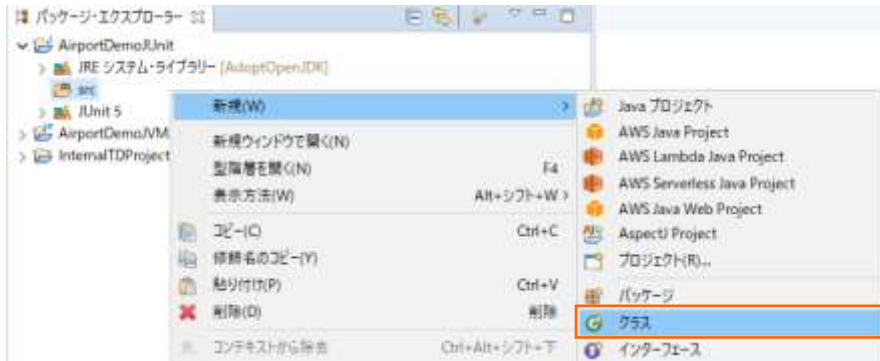 パッケージ・エクスプローラー
AirportDemoJUnit
JRE システム・ライブラリー [AdoptOpenJDK]
src
JUnit 5
AirportDemoJVM
InternalTDProject
新規(W)
新規ウィンドウで開く(N)
型階層を開く(N) F4
表示方法(W) Alt+シフト+W
コピー(C) Ctrl+C
修飾名のコピー(Y)
貼り付け(P) Ctrl+V
削除(D) 削除
コンテキストから除去 Ctrl+Alt+シフト+下
Java プロジェクト
AWS Java Project
AWS Lambda Java Project
AWS Serverless Java Project
AWS Java Web Project
AspectJ Project
プロジェクト(R)...
パッケージ
クラス
インターフェース